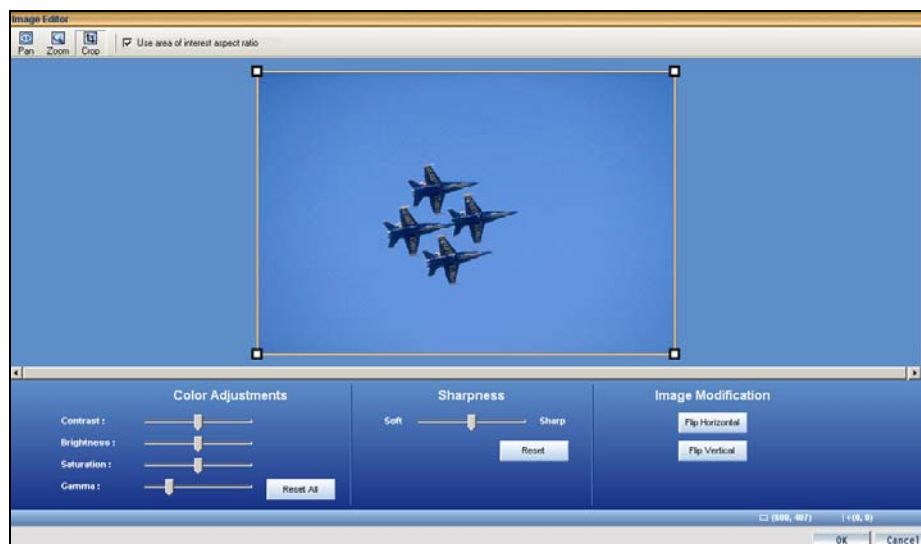 Image Editor
Pan Zoom Crop Use area of interest aspect ratio
Color Adjustments
Contrast :
Brightness :
Saturation :
Gamma :
Reset All
Sharpness
Soft Sharp
Reset
Image Modification
Flip Horizontal
Flip Vertical
+(0, 0)
OK Cancel